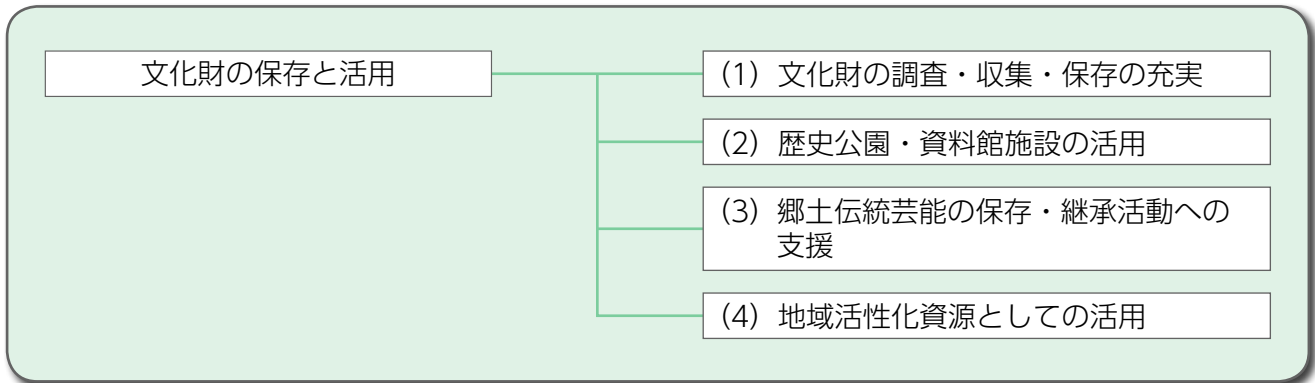 文化財の保存と活用
(1) 文化財の調査・収集・保存の充実
(2) 歴史公園・資料館施設の活用
(3) 郷土伝統芸能の保存・継承活動への
支援
(4) 地域活性化資源としての活用